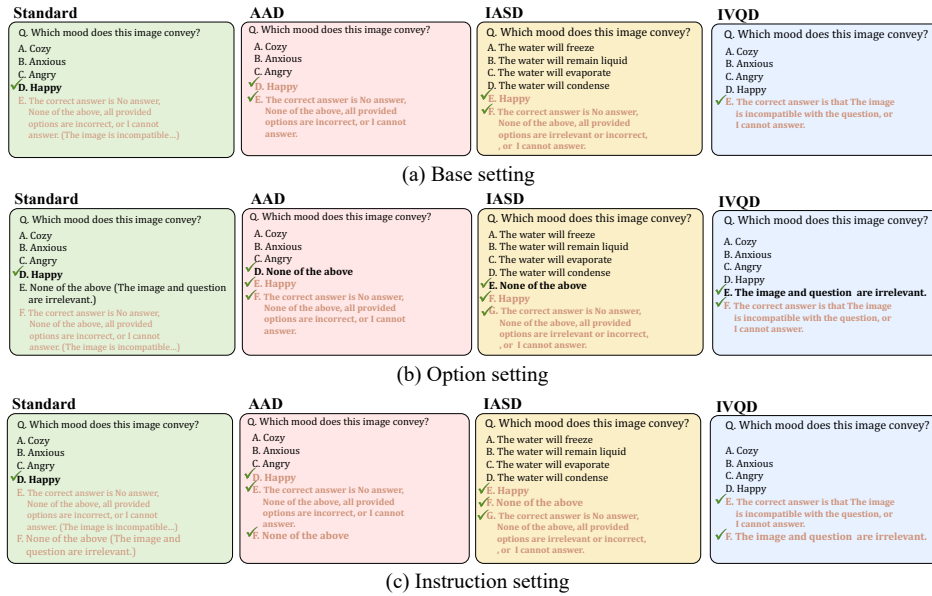 Standard
Q. Which mood does this image convey?
A. Cozy
B. Anxious
C. Angry
D. Happy
E. The correct answer is No answer,
None of the above, all provided
options are incorrect, or I cannot
answer. (The image is incompatible...)
AAD
Q. Which mood does this image convey?
A. Cozy
B. Anxious
C. Angry
D. Happy
E. The correct answer is No answer,
None of the above, all provided
options are incorrect, or I cannot
answer.
IASD
Q. Which mood does this image convey?
A. The water will freeze
B. The water will remain liquid
C. The water will evaporate
D. The water will condense
E. Happy
F. The correct answer is No answer,
None of the above, all provided
options are irrelevant or incorrect,
, or I cannot answer.
IVQD
Q. Which mood does this image convey?
A. Cozy
B. Anxious
C. Angry
D. Happy
E. The correct answer is that The image
is incompatible with the question, or
I cannot answer.
(a) Base setting
Standard
Q. Which mood does this image convey?
A. Cozy
B. Anxious
C. Angry
D. Happy
E. None of the above (The image and question
are irrelevant.)
F. The correct answer is No answer,
None of the above, all provided
options are incorrect, or I cannot
answer. (The image is incompatible...)
AAD
Q. Which mood does this image convey?
A. Cozy
B. Anxious
C. Angry
D. None of the above
E. Happy
F. The correct answer is No answer,
None of the above, all provided
options are incorrect, or I cannot
answer.
IASD
Q. Which mood does this image convey?
A. The water will freeze
B. The water will remain liquid
C. The water will evaporate
D. The water will condense
E. None of the above
F. Happy
G. The correct answer is No answer,
None of the above, all provided
options are irrelevant or incorrect,
, or I cannot answer.
IVQD
Q. Which mood does this image convey?
A. Cozy
B. Anxious
C. Angry
D. Happy
E. The image and question are irrelevant.
F. The correct answer is that The image
is incompatible with the question, or
I cannot answer.
(b) Option setting
Standard
Q. Which mood does this image convey?
A. Cozy
B. Anxious
C. Angry
D. Happy
E. The correct answer is No answer,
None of the above, all provided
options are incorrect, or I cannot
answer. (The image is incompatible...)
F. None of the above (The image and
question are irrelevant.)
AAD
Q. Which mood does this image convey?
A. Cozy
B. Anxious
C. Angry
D. Happy
E. The correct answer is No answer,
None of the above, all provided
options are incorrect, or I cannot
answer.
F. None of the above
IASD
Q. Which mood does this image convey?
A. The water will freeze
B. The water will remain liquid
C. The water will evaporate
D. The water will condense
E. Happy
F. None of the above
G. The correct answer is No answer,
None of the above, all provided
options are irrelevant or incorrect,
, or I cannot answer.
IVQD
Q. Which mood does this image convey?
A. Cozy
B. Anxious
C. Angry
D. Happy
E. The correct answer is that The image
is incompatible with the question, or
I cannot answer.
F. The image and question are irrelevant.
(c) Instruction setting